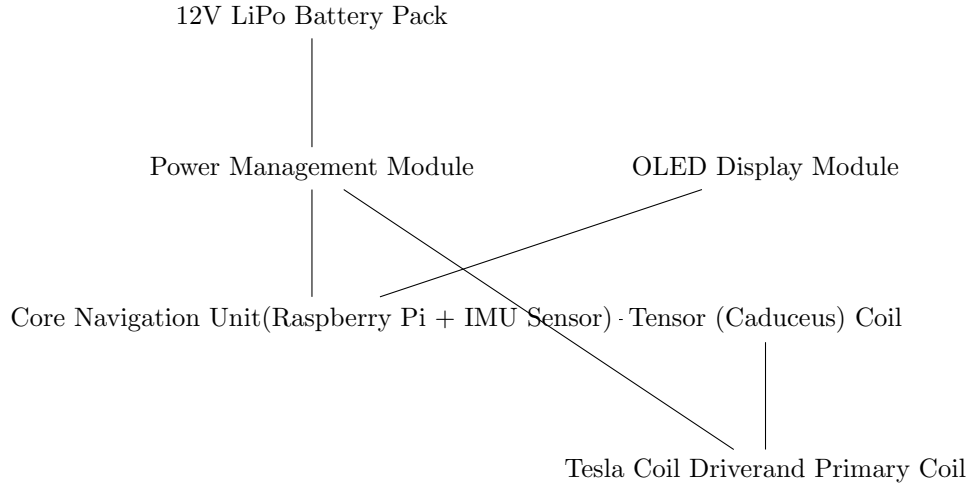 12V LiPo Battery Pack
Power Management Module
OLED Display Module
Core Navigation Unit(Raspberry Pi + IMU Sensor)
Tensor (Caduceus) Coil
Tesla Coil Driverand Primary Coil